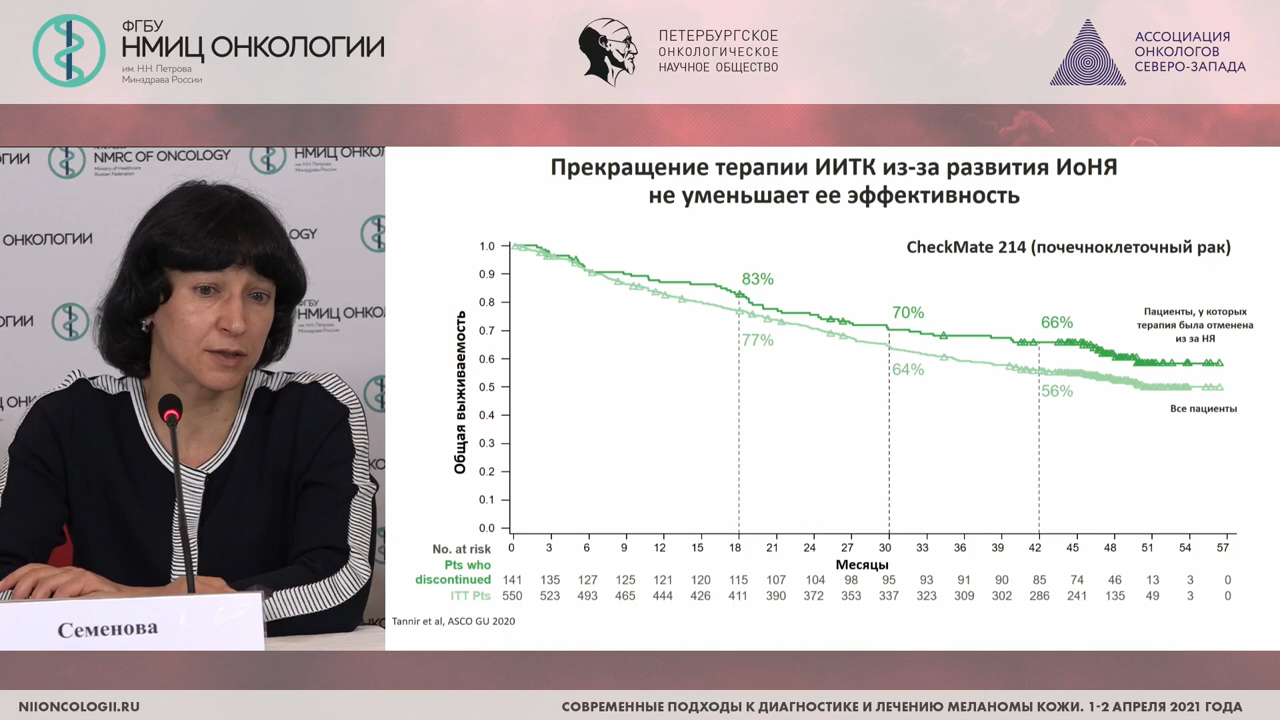 ФГБУ
НМИЦ ОНКОЛОГИИ
им. Н.Н. Петрова
Минздрава России
ПЕТЕРБУРГСКОЕ
ОНКОЛОГИЧЕСКОЕ
НАУЧНОЕ ОБЩЕСТВО
АССОЦИАЦИЯ
ОНКОЛОГОВ
СЕВЕРО-ЗАПАДА
NMRC OF ONCOLOGY
Ministry of Healthcare
Russian Federation
ОНКОЛОГИИ
Семенова
Прекращение терапии ИИТК из-за развития ИоНЯ
не уменьшает ее эффективность
CheckMate 214 (почечноклеточный рак)
Общая выживаемость
1.0
0.9
0.8
0.7
0.6
0.5
0.4
0.3
0.2
0.1
0.0
83%
77%
70%
64%
66%
56%
Пациенты, у которых
терапия была отменена
из за НЯ
Все пациенты
No. at risk 0 3 6 9 12 15 18 21 24 27 30 33 36 39 42 45 48 51 54 57
Месяцы
Pts who
discontinued 141 135 127 125 121 120 115 107 104 98 95 93 91 90 85 74 46 13 3 0
ITT Pts 550 523 493 465 444 426 411 390 372 353 337 323 309 302 286 241 135 49 3 0
Tannir et al, ASCO GU 2020
NIIONCOLOGII.RU
СОВРЕМЕННЫЕ ПОДХОДЫ К ДИАГНОСТИКЕ И ЛЕЧЕНИЮ МЕЛАНОМЫ КОЖИ. 1-2 АПРЕЛЯ 2021 ГОДА